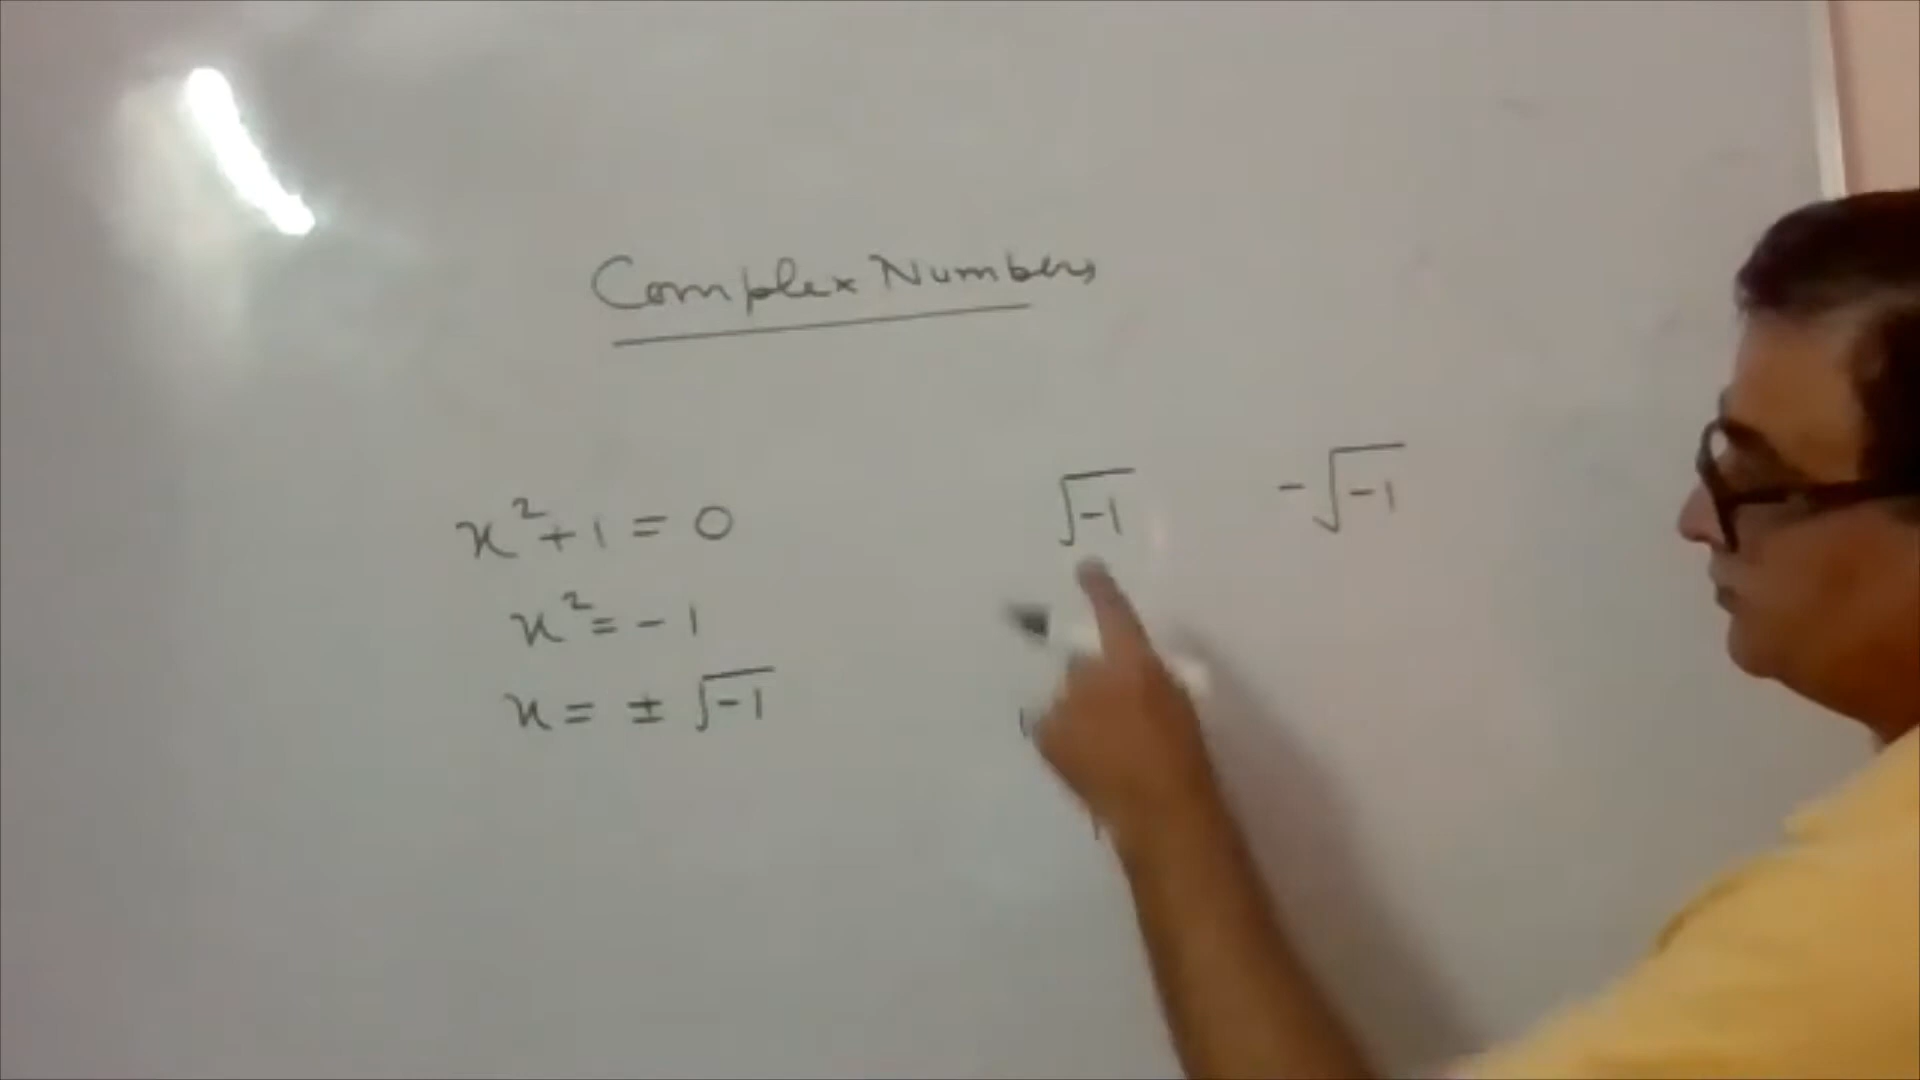 Complex Numbers
x²+1=0
x²=-1
x=±√-1
√-1 -√-1